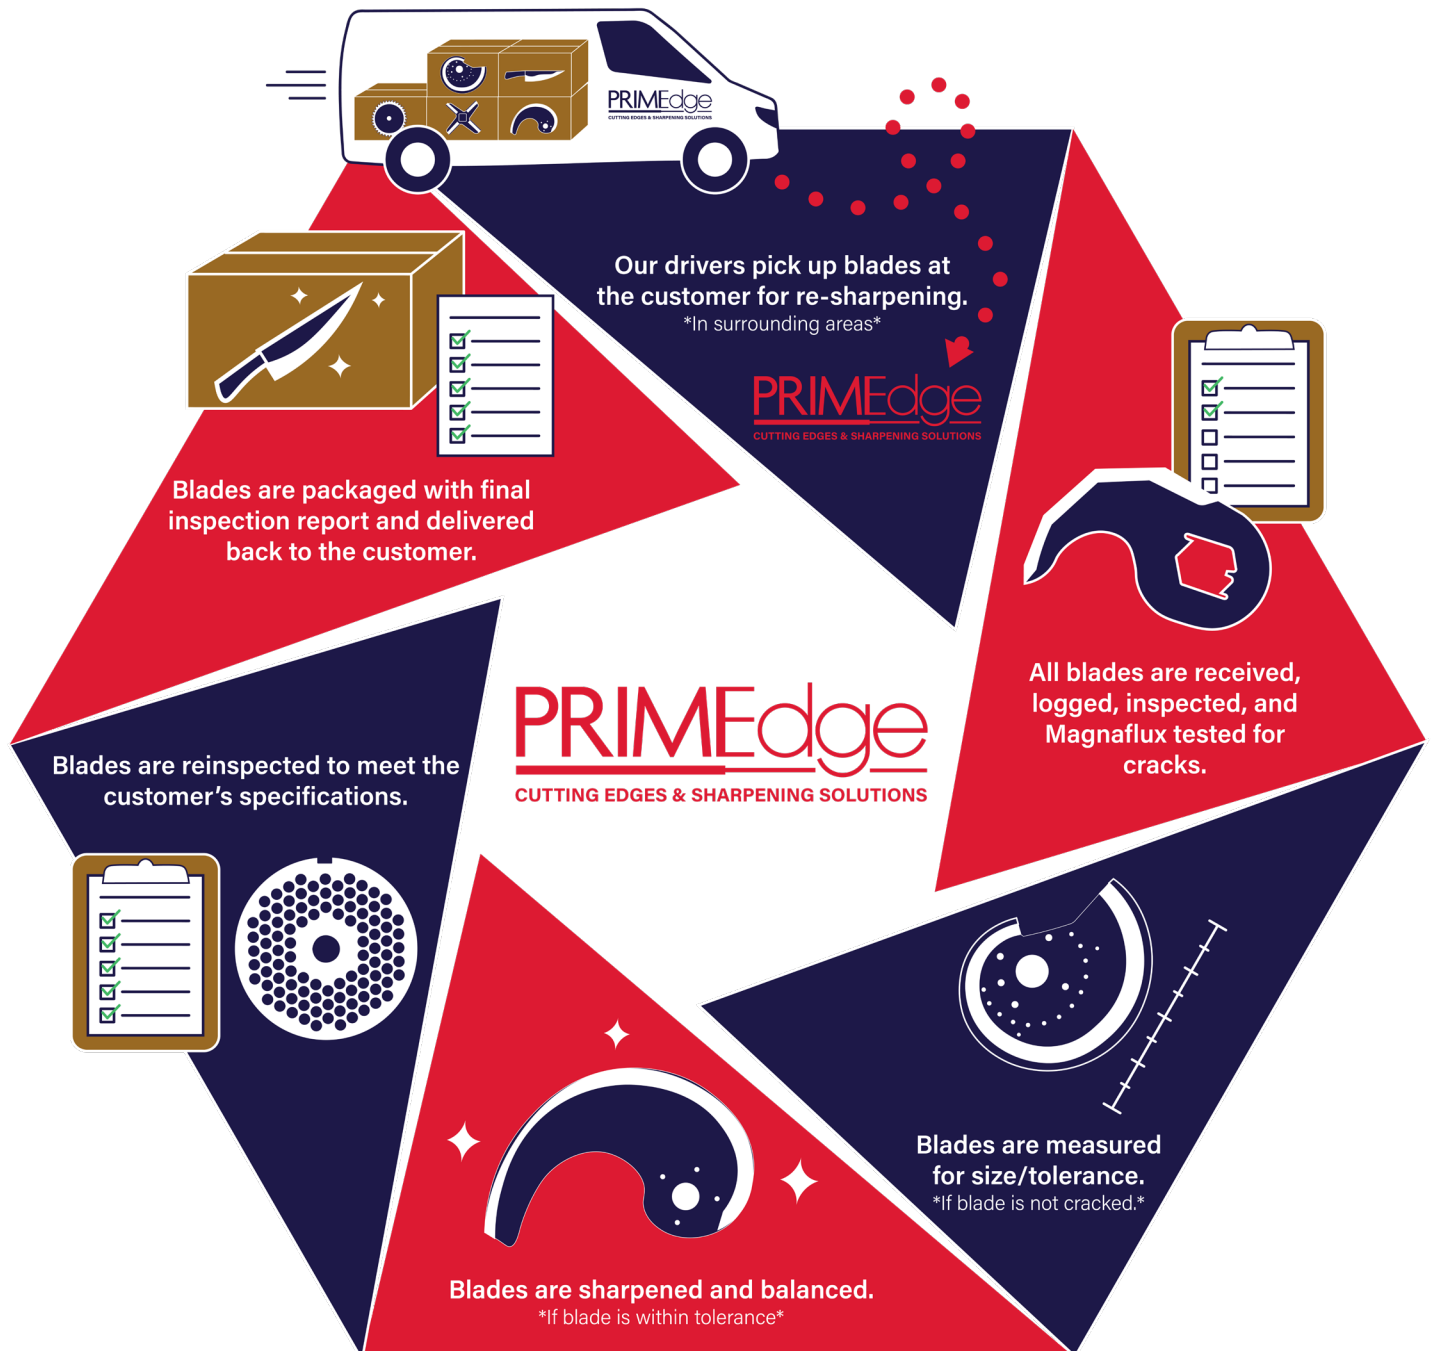 PRIMEdge
CUTTING EDGES & SHARPENING SOLUTIONS
Our drivers pick up blades at
the customer for re-sharpening.
*In surrounding areas*
PRIMEdge
CUTTING EDGES & SHARPENING SOLUTIONS
All blades are received,
logged, inspected, and
Magnaflux tested for
cracks.
Blades are measured
for size/tolerance.
*If blade is not cracked.*
Blades are sharpened and balanced.
*If blade is within tolerance*
Blades are reinspected to meet the
customer’s specifications.
Blades are packaged with final
inspection report and delivered
back to the customer.
PRIMEdge
CUTTING EDGES & SHARPENING SOLUTIONS